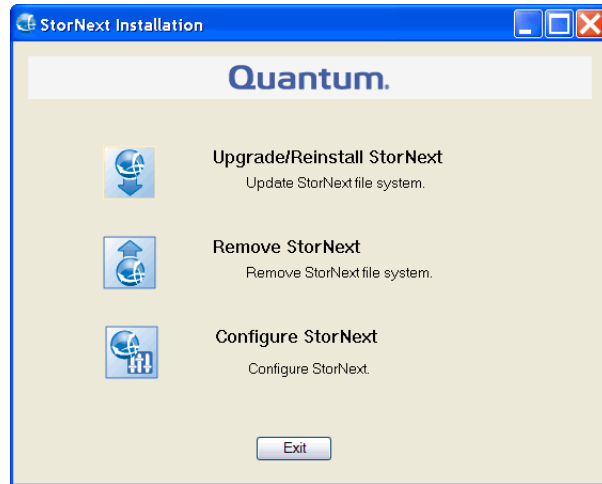 StorNext Installation
Quantum.
Upgrade/Reinstall StorNext
Update StorNext file system.
Remove StorNext
Remove StorNext file system.
Configure StorNext
Configure StorNext.
Exit